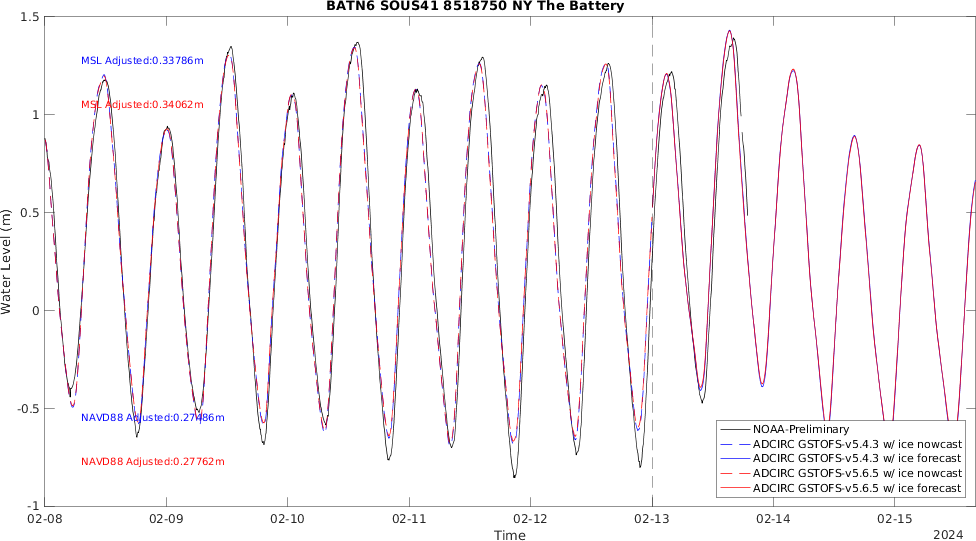 BATN6 SOUS41 8518750 NY The Battery
1.5
MSL Adjusted:0.33786m
MSL Adjusted:0.34062m
1
0.5
Water Level (m)
0
-0.5
NAVD88 Adjusted:0.27486m
NAVD88 Adjusted:0.27762m
NOAA-Preliminary
ADCIRC GSTOFS-v5.4.3 w/ ice nowcast
ADCIRC GSTOFS-v5.4.3 w/ ice forecast
ADCIRC GSTOFS-v5.6.5 w/ ice nowcast
ADCIRC GSTOFS-v5.6.5 w/ ice forecast
-1
02-08 02-09 02-10 02-11 02-12 02-13 02-14 02-15
Time
2024